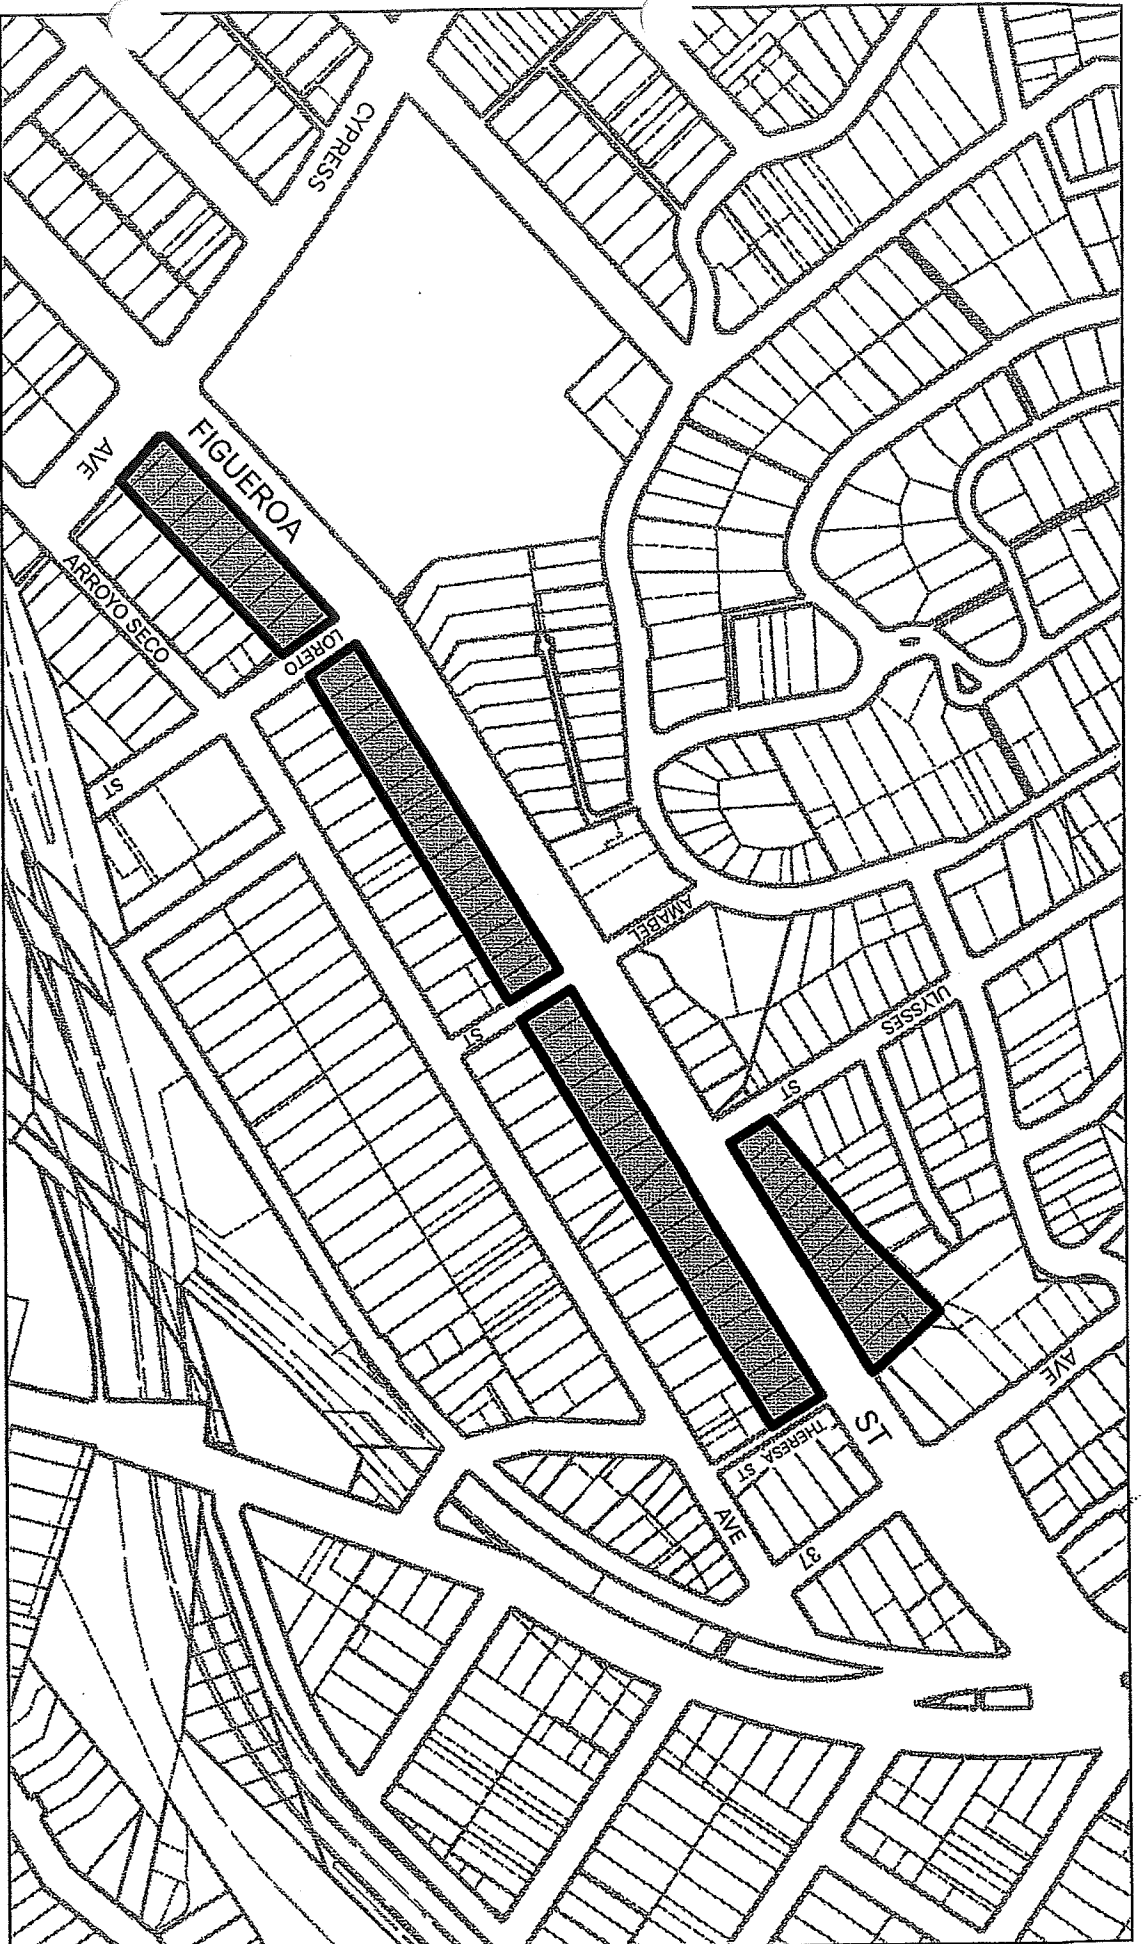 CYPRESS
AVE
FIGUEROA
ARROYO SECO
LORETO
ST
AMABEL
ST
ULYSSES
ST
AVE
ST
THERESA ST
AVE
37